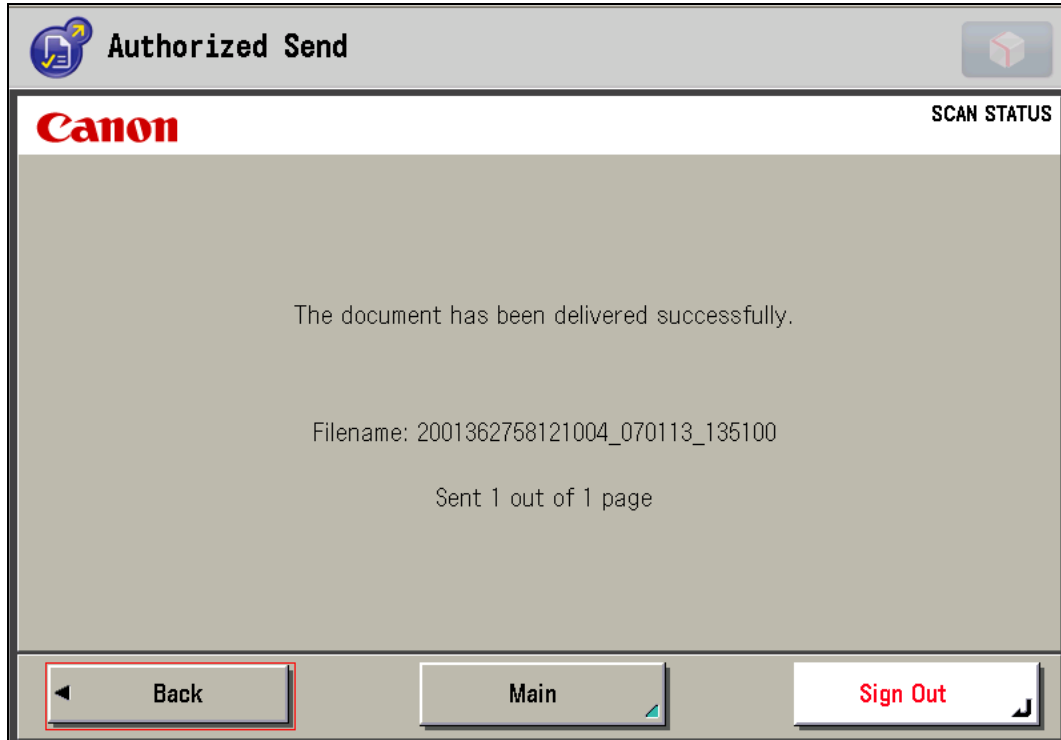 Authorized Send
Canon
SCAN STATUS
The document has been delivered successfully.
Filename: 2001362758121004_070113_135100
Sent 1 out of 1 page
Back
Main
Sign Out